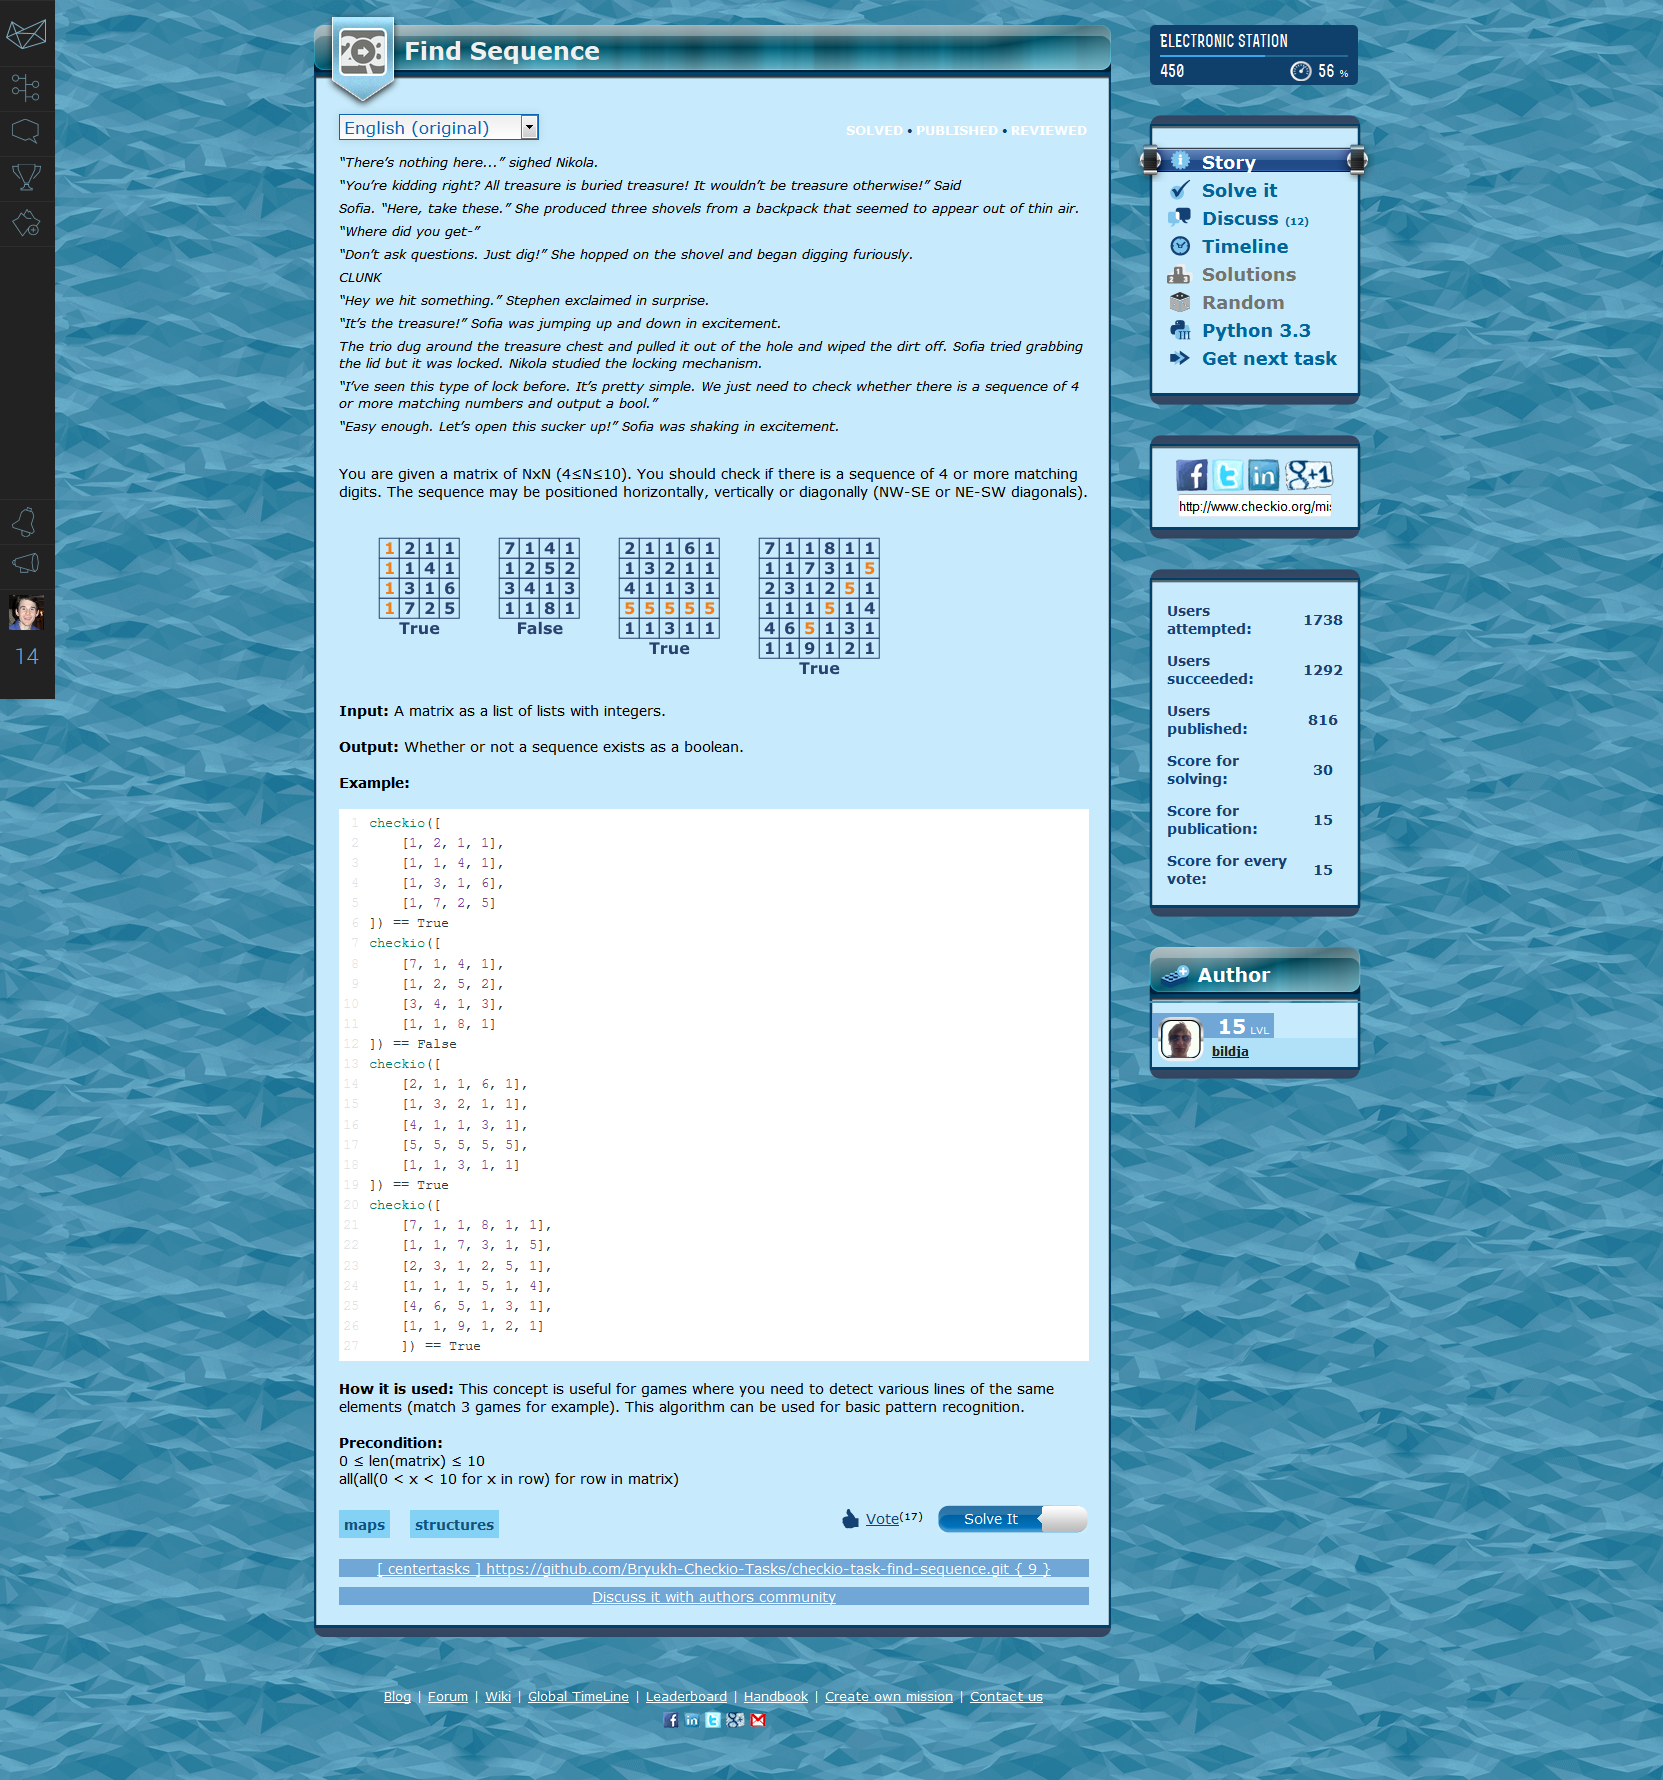 Find Sequence
English (original)
SOLVED • PUBLISHED • REVIEWED
“There’s nothing here...” sighed Nikola.
“You’re kidding right? All treasure is buried treasure! It wouldn’t be treasure otherwise!” Said
Sofia. “Here, take these.” She produced three shovels from a backpack that seemed to appear out of thin air.
“Where did you get-”
“Don’t ask questions. Just dig!” She hopped on the shovel and began digging furiously.
CLUNK
“Hey we hit something.” Stephen exclaimed in surprise.
“It’s the treasure!” Sofia was jumping up and down in excitement.
The trio dug around the treasure chest and pulled it out of the hole and wiped the dirt off. Sofia tried grabbing
the lid but it was locked. Nikola studied the locking mechanism.
“I’ve seen this type of lock before. It’s pretty simple. We just need to check whether there is a sequence of 4
or more matching numbers and output a bool.”
“Easy enough. Let’s open this sucker up!” Sofia was shaking in excitement.
You are given a matrix of NxN (4≤N≤10). You should check if there is a sequence of 4 or more matching
digits. The sequence may be positioned horizontally, vertically or diagonally (NW-SE or NE-SW diagonals).
1 2 1 1
1 1 4 1
1 3 1 6
1 7 2 5
True
7 1 4 1
1 2 5 2
3 4 1 3
1 1 8 1
False
2 1 1 6 1
1 3 2 1 1
4 1 1 3 1
5 5 5 5 5
1 1 3 1 1
True
7 1 1 8 1 1
1 1 7 3 1 5
2 3 1 2 5 1
1 1 1 5 1 4
4 6 5 1 3 1
1 1 9 1 2 1
True
Input: A matrix as a list of lists with integers.
Output: Whether or not a sequence exists as a boolean.
Example:
1 checkio([
2 [1, 2, 1, 1],
3 [1, 1, 4, 1],
4 [1, 3, 1, 6],
5 [1, 7, 2, 5]
6 ]) == True
7 checkio([
8 [7, 1, 4, 1],
9 [1, 2, 5, 2],
10 [3, 4, 1, 3],
11 [1, 1, 8, 1]
12 ]) == False
13 checkio([
14 [2, 1, 1, 6, 1],
15 [1, 3, 2, 1, 1],
16 [4, 1, 1, 3, 1],
17 [5, 5, 5, 5, 5],
18 [1, 1, 3, 1, 1]
19 ]) == True
20 checkio([
21 [7, 1, 1, 8, 1, 1],
22 [1, 1, 7, 3, 1, 5],
23 [2, 3, 1, 2, 5, 1],
24 [1, 1, 1, 5, 1, 4],
25 [4, 6, 5, 1, 3, 1],
26 [1, 1, 9, 1, 2, 1]
27 ]) == True
How it is used: This concept is useful for games where you need to detect various lines of the same
elements (match 3 games for example). This algorithm can be used for basic pattern recognition.
Precondition:
0 ≤ len(matrix) ≤ 10
all(all(0 < x < 10 for x in row) for row in matrix)
maps structures
Vote(17) Solve It
[ centertasks ] https://github.com/Bryukh-Checkio-Tasks/checkio-task-find-sequence.git { 9 }
Discuss it with authors community
14
ELECTRONIC STATION
450 56 %
Story
Solve it
Discuss (12)
Timeline
Solutions
Random
Python 3.3
Get next task
http://www.checkio.org/mis
Users
attempted: 1738
Users
succeeded: 1292
Users
published: 816
Score for
solving: 30
Score for
publication: 15
Score for every
vote: 15
Author
15 LVL
bildja
Blog | Forum | Wiki | Global TimeLine | Leaderboard | Handbook | Create own mission | Contact us